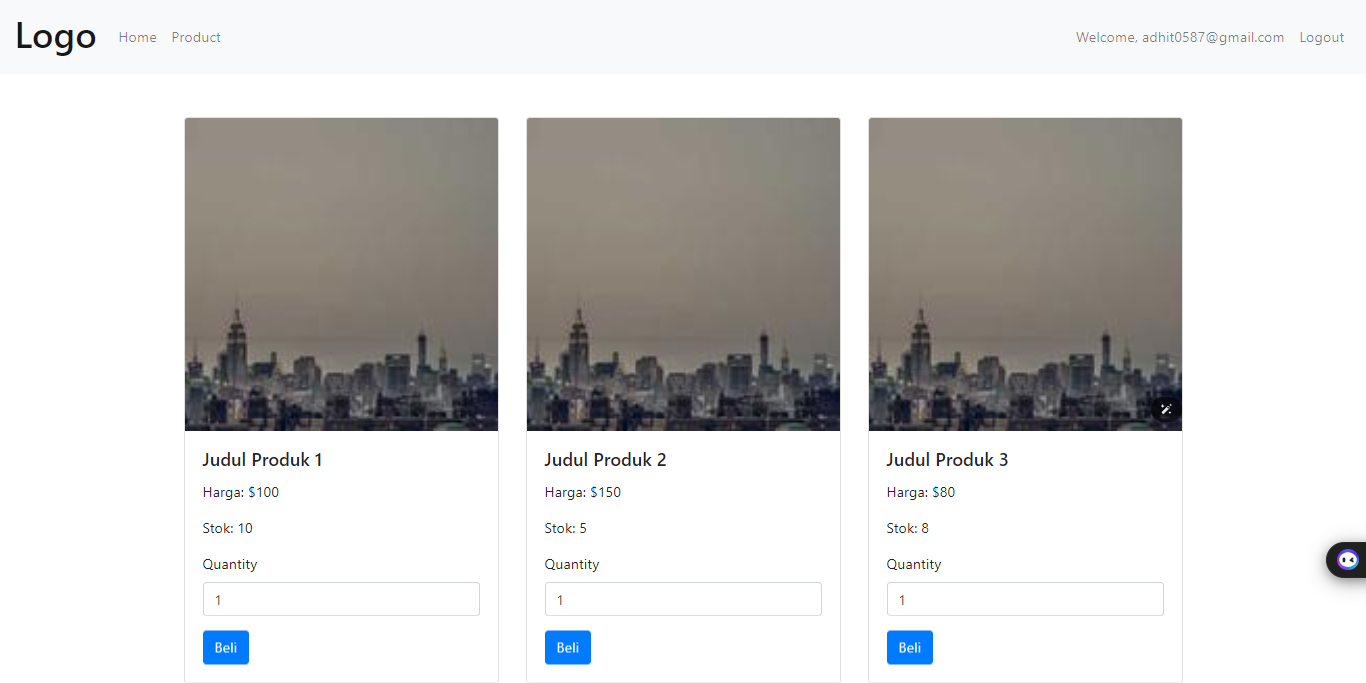 Logo Home Product Welcome, adhit0587@gmail.com Logout
Judul Produk 1
Harga: $100
Stok: 10
Quantity
1
Beli
Judul Produk 2
Harga: $150
Stok: 5
Quantity
1
Beli
Judul Produk 3
Harga: $80
Stok: 8
Quantity
1
Beli